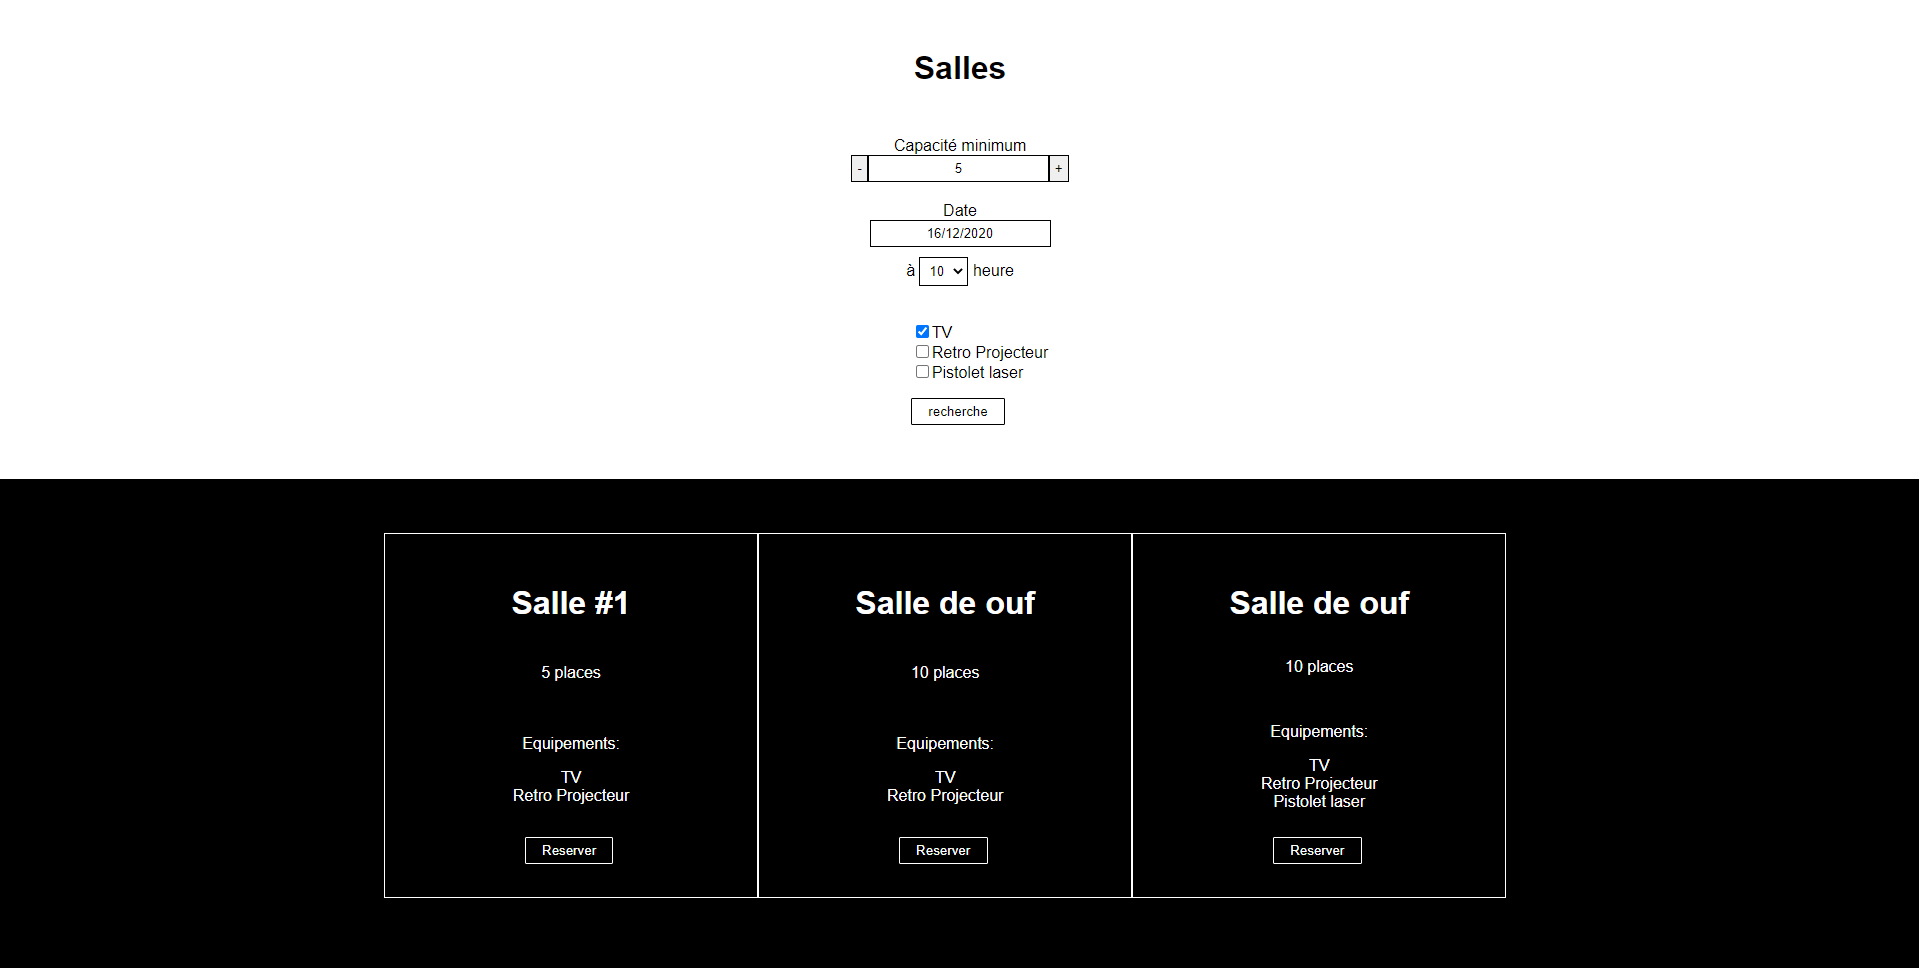 Salles
Capacité minimum
- 5 +
Date
16/12/2020
à 10 heure
TV
Retro Projecteur
Pistolet laser
recherche
Salle #1
5 places
Equipements:
TV
Retro Projecteur
Reserver
Salle de ouf
10 places
Equipements:
TV
Retro Projecteur
Reserver
Salle de ouf
10 places
Equipements:
TV
Retro Projecteur
Pistolet laser
Reserver